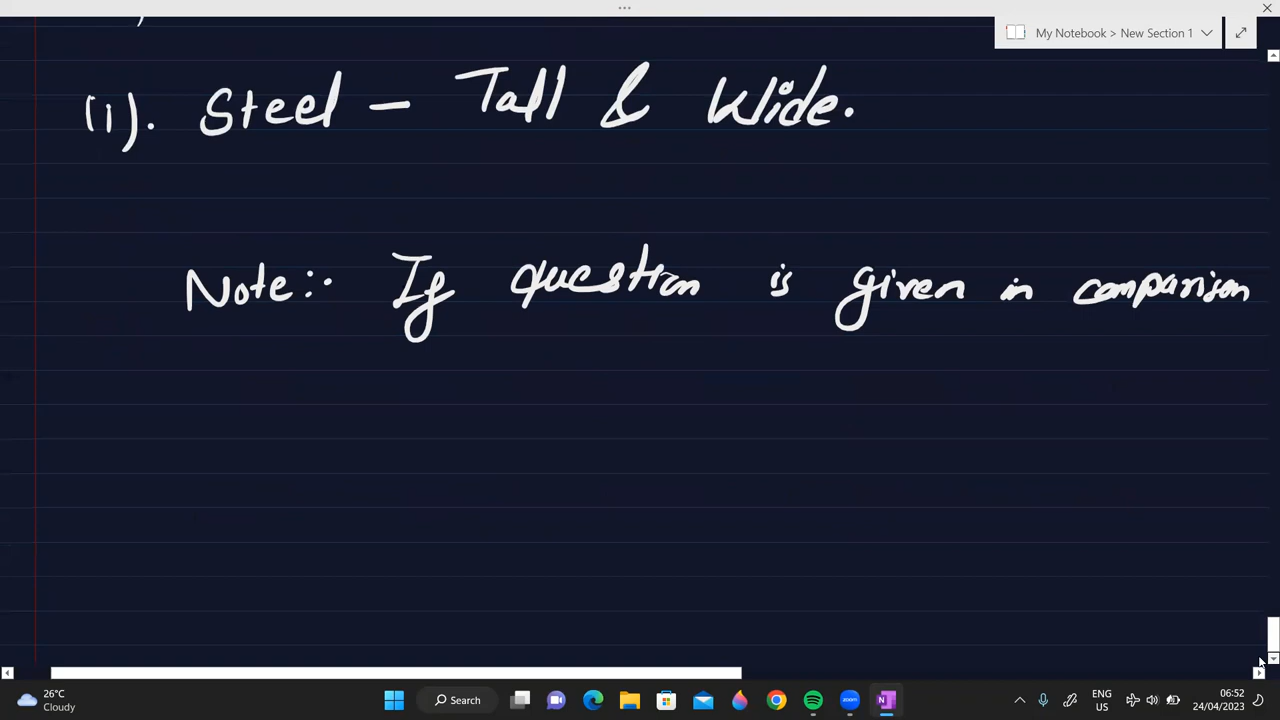 My Notebook > New Section 1
(i). Steel - Tall & Wide.
Note:- If question is given in comparison
26°C
Cloudy
Search
zoom
N
ENG
US
06:52
24/04/2023